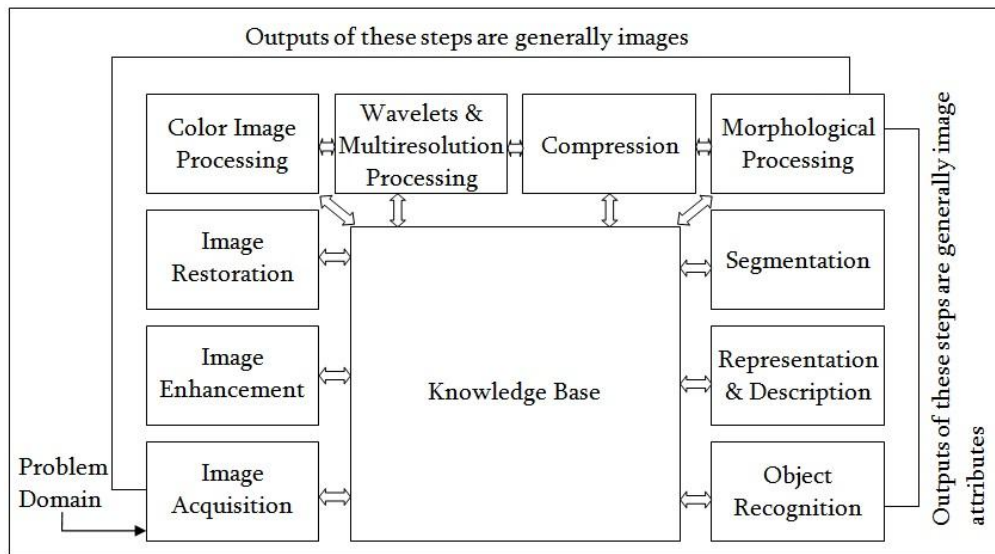 Outputs of these steps are generally images
Color Image
Processing
Wavelets &
Multiresolution
Processing
Compression
Morphological
Processing
Image
Restoration
Segmentation
Image
Enhancement
Knowledge Base
Representation
& Description
Problem
Domain
Image
Acquisition
Object
Recognition
Outputs of these steps are generally image
attributes